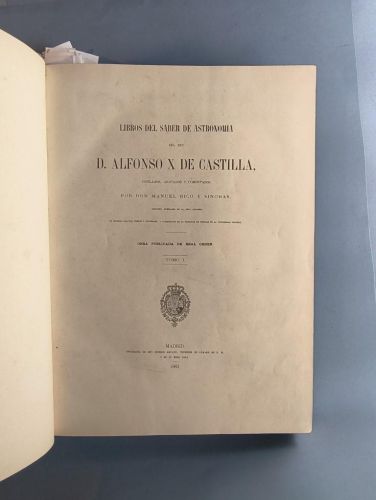 LIBROS DEL SABER DE ASTRONOMIA
DEL REY
D. ALFONSO X DE CASTILLA,
COPILADOS, ANOTADOS Y COMENTADOS
POR DON MANUEL RICO Y SINOBAS,
OBRA PUBLICADA DE REAL ORDEN.
TOMO I.
MADRID.